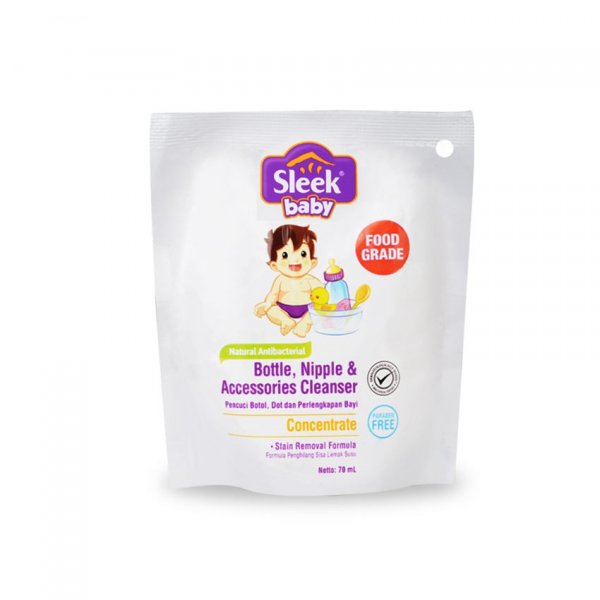 Sleek®
baby
FOOD
GRADE
Natural Antibacterial
Bottle, Nipple &
Accessories Cleanser
Pencuci Botol, Dot dan Perlengkapan Bayi
Concentrate
PARABEN
FREE
• Stain Removal Formula
Formula Penghilang Sisa Lemak Susu
Netto: 70 mL